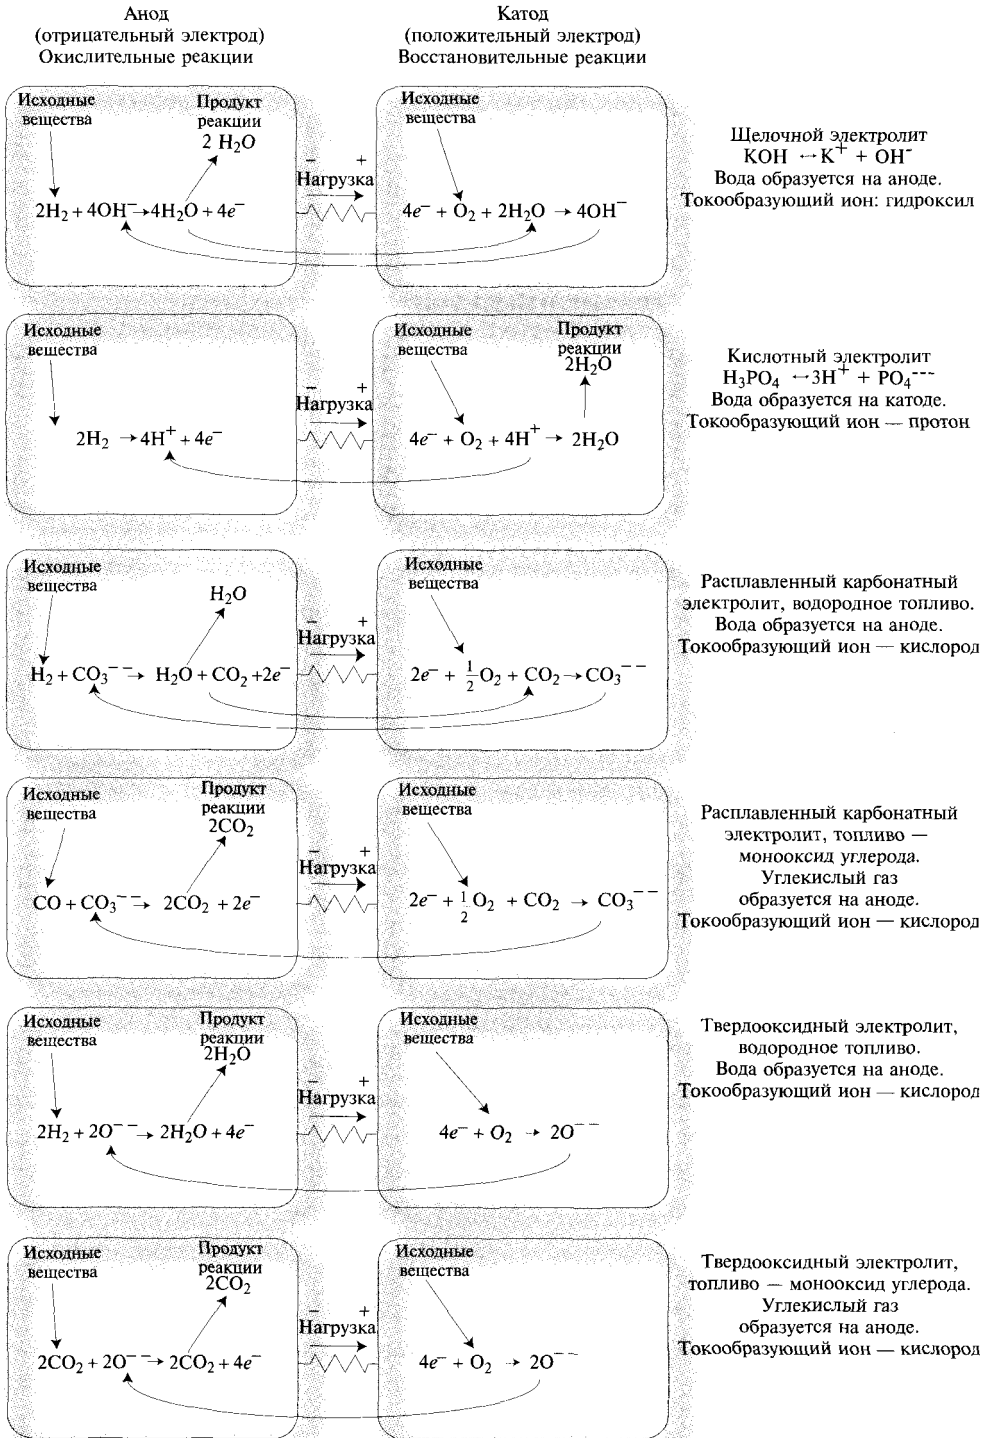 Анод
(отрицательный электрод)
Окислительные реакции
Катод
(положительный электрод)
Восстановительные реакции
Исходные
вещества
Продукт
реакции
2 H₂O
2H₂ + 4OH⁻ → 4H₂O + 4e⁻
− +
Нагрузка
Исходные
вещества
4e⁻ + O₂ + 2H₂O → 4OH⁻
Щелочной электролит
KOH ↔ K⁺ + OH⁻
Вода образуется на аноде.
Токообразующий ион: гидроксил
Исходные
вещества
2H₂ → 4H⁺ + 4e⁻
− +
Нагрузка
Исходные
вещества
Продукт
реакции
2H₂O
4e⁻ + O₂ + 4H⁺ → 2H₂O
Кислотный электролит
H₃PO₄ ↔ 3H⁺ + PO₄⁻⁻⁻
Вода образуется на катоде.
Токообразующий ион — протон
Исходные
вещества
H₂O
H₂ + CO₃⁻⁻ → H₂O + CO₂ +2e⁻
− +
Нагрузка
Исходные
вещества
2e⁻ + ½O₂ + CO₂ → CO₃⁻⁻
Расплавленный карбонатный
электролит, водородное топливо.
Вода образуется на аноде.
Токообразующий ион — кислород
Исходные
вещества
Продукт
реакции
2CO₂
CO + CO₃⁻⁻ → 2CO₂ + 2e⁻
− +
Нагрузка
Исходные
вещества
2e⁻ + ½O₂ + CO₂ → CO₃⁻⁻
Расплавленный карбонатный
электролит, топливо —
монооксид углерода.
Углекислый газ
образуется на аноде.
Токообразующий ион — кислород
Исходные
вещества
Продукт
реакции
2H₂O
2H₂ + 2O⁻⁻ → 2H₂O + 4e⁻
− +
Нагрузка
Исходные
вещества
4e⁻ + O₂ → 2O⁻⁻
Твердооксидный электролит,
водородное топливо.
Вода образуется на аноде.
Токообразующий ион — кислород
Исходные
вещества
Продукт
реакции
2CO₂
2CO₂ + 2O⁻⁻ → 2CO₂ + 4e⁻
− +
Нагрузка
Исходные
вещества
4e⁻ + O₂ → 2O⁻⁻
Твердооксидный электролит,
топливо — монооксид углерода.
Углекислый газ
образуется на аноде.
Токообразующий ион — кислород